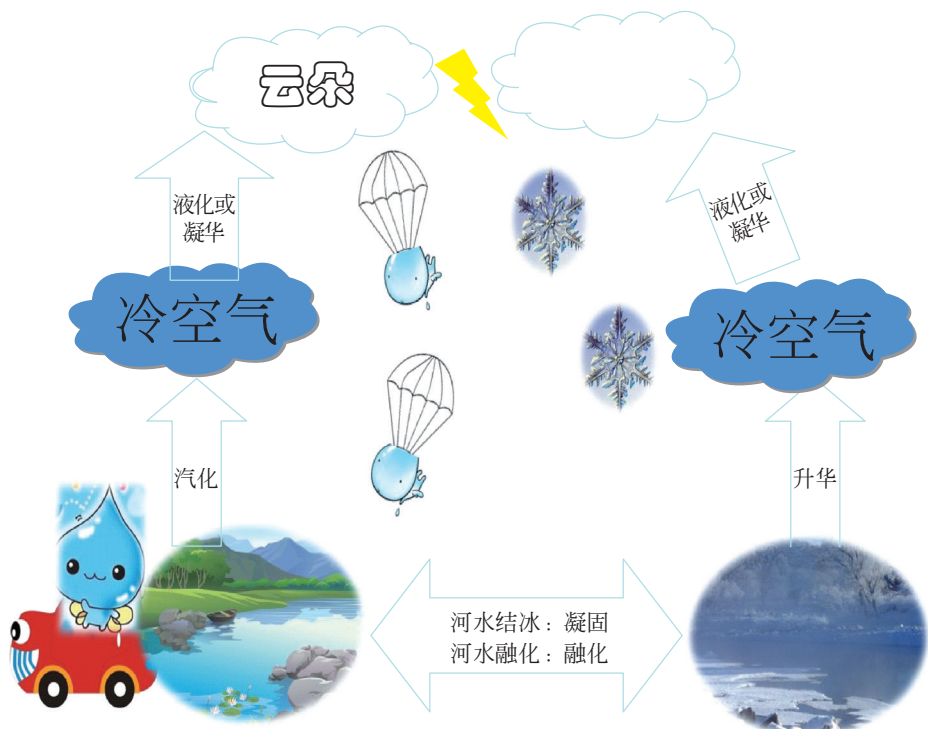 云朵
液化或
凝华
液化或
凝华
冷空气
冷空气
汽化
升华
河水结冰：凝固
河水融化：融化